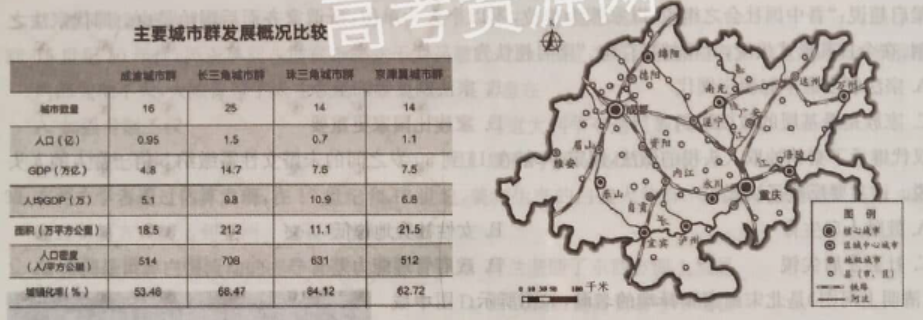 高考资源网
主要城市群发展概况比较
成渝城市群 长三角城市群 珠三角城市群 京津冀城市群
城市数量 16 25 14 14
人口（亿） 0.95 1.5 0.7 1.1
GDP（万亿） 4.8 14.7 7.6 7.5
人均GDP（万） 5.1 9.8 10.9 6.8
面积（万平方公里） 18.5 21.2 11.1 21.5
人口密度
（人/平方公里） 514 708 631 512
城镇化率（%） 53.46 68.47 84.12 62.72
绵阳
德阳
成都
南充
达州
万州
遂宁
眉山
资阳
雅安
乐山
内江
自贡
永川
重庆
江
长
宜宾
泸州
图 例
核心城市
区域中心城市
地级城市
县（市、区）
铁路
河流
千米